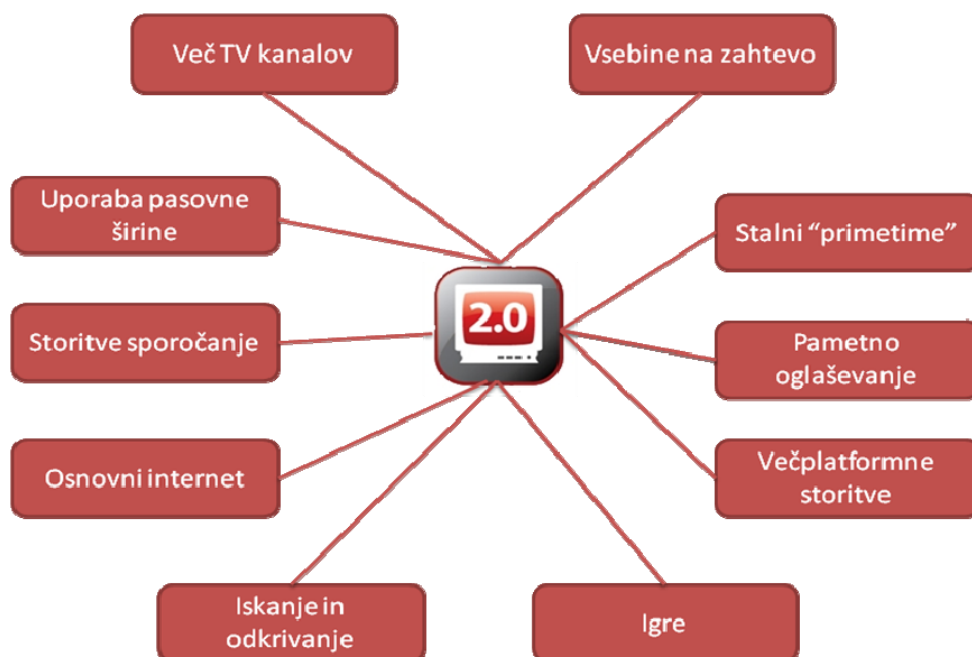 Več TV kanalov
Vsebine na zahtevo
Uporaba pasovne
širine
Stalni “primetime”
2.0
Storitve sporočanje
Pametno
oglaševanje
Osnovni internet
Večplatformne
storitve
Iskanje in
odkrivanje
Igre